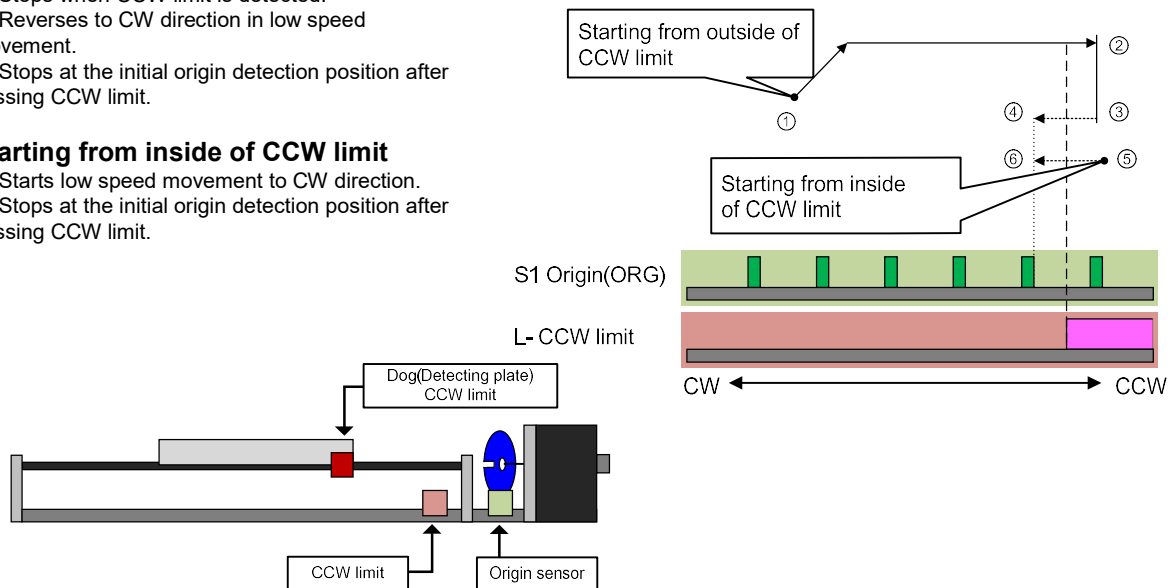 Stops when CCW limit is detected.
Reverses to CW direction in low speed
ovement.
Stops at the initial origin detection position after
ssing CCW limit.
arting from inside of CCW limit
Starts low speed movement to CW direction.
Stops at the initial origin detection position after
ssing CCW limit.
Starting from outside of
CCW limit
②
①
④
③
⑥
⑤
Starting from inside
of CCW limit
S1 Origin(ORG)
L- CCW limit
CW
CCW
Dog(Detecting plate)
CCW limit
CCW limit
Origin sensor